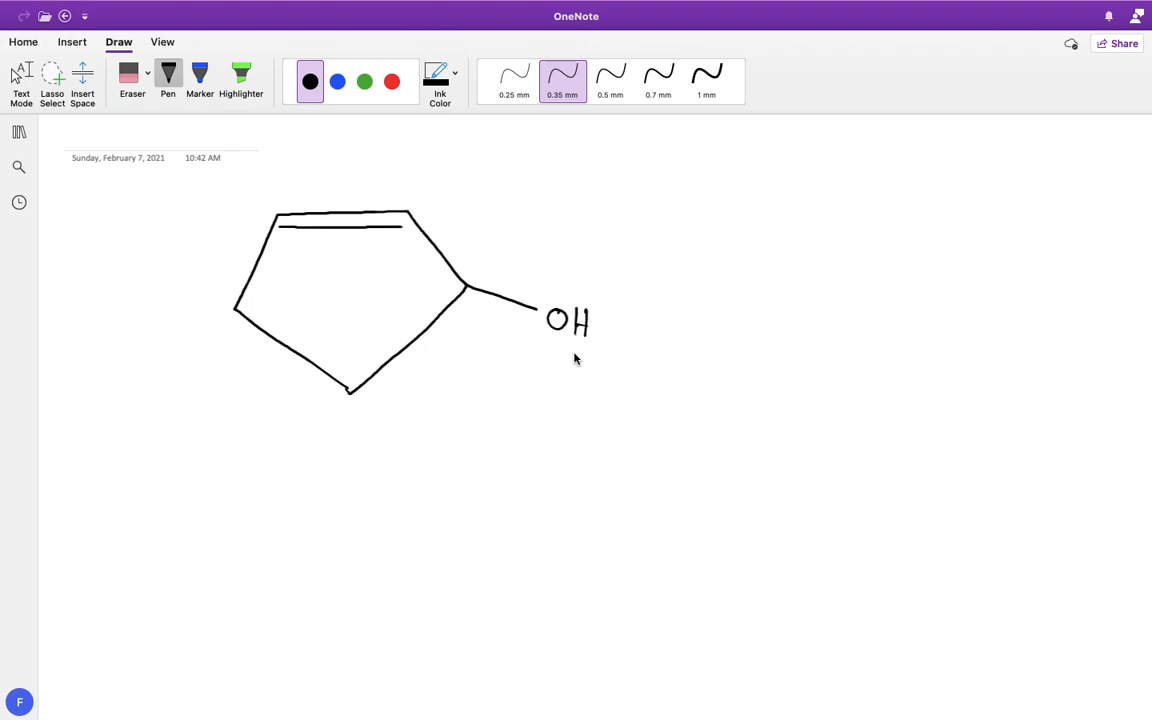 OneNote
Home Insert Draw View
Share
Text Mode
Lasso Select
Insert Space
Eraser
Pen
Marker
Highlighter
Ink Color
0.25 mm
0.35 mm
0.5 mm
0.7 mm
1 mm
Sunday, February 7, 2021 10:42 AM
OH
F